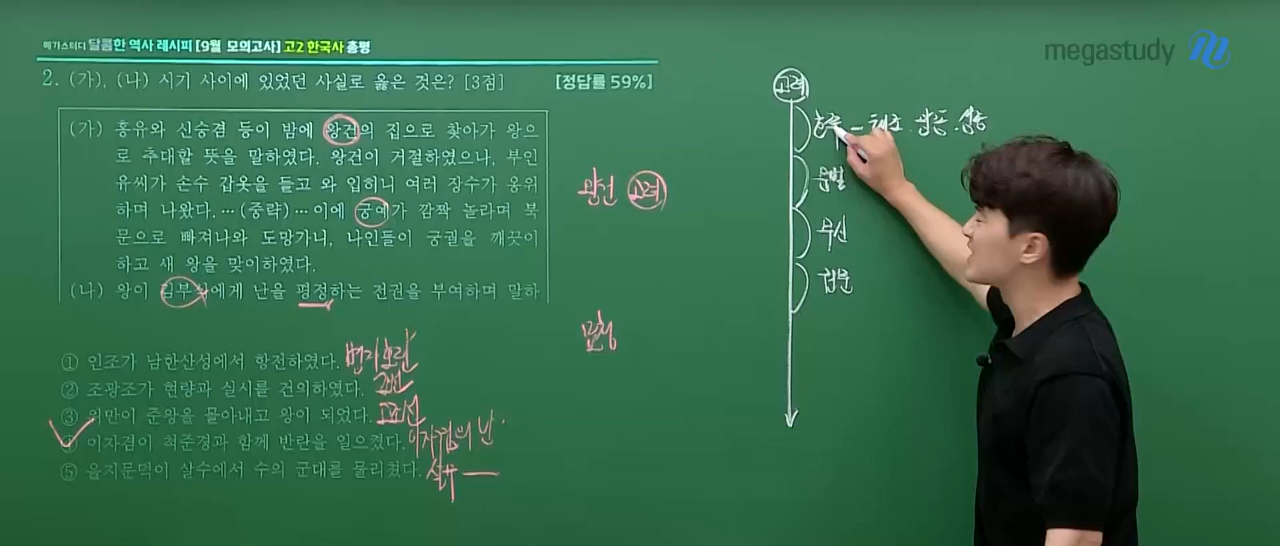 메가스터디 달콤한 역사 레시피 [9월 모의고사] 고2 한국사 총평
megastudy
2. (가), (나) 시기 사이에 있었던 사실로 옳은 것은? [3점] [정답률 59%]
(가) 홍유와 신숭겸 등이 밤에 왕건의 집으로 찾아가 왕으
로 추대할 뜻을 말하였다. 왕건이 거절하였으나, 부인
유씨가 손수 갑옷을 들고 와 입히니 여러 장수가 옹위
하며 나왔다. …(중략)… 이에 궁예가 깜짝 놀라며 북
문으로 빠져나와 도망가니, 나인들이 궁궐을 깨끗이
하고 새 왕을 맞이하였다.
(나) 왕이 김부식에게 난을 평정하는 전권을 부여하며 말하
① 인조가 남한산성에서 항전하였다. 병자호란
② 조광조가 현량과 실시를 건의하였다. 조선
③ 위만이 준왕을 몰아내고 왕이 되었다. 고조선
④ 이자겸이 척준경과 함께 반란을 일으켰다. 이자겸의 난
⑤ 을지문덕이 살수에서 수의 군대를 물리쳤다. 살수
왕건 고려
묘청
고려
호족 - 태조 광종 성종
문벌
무신
권문